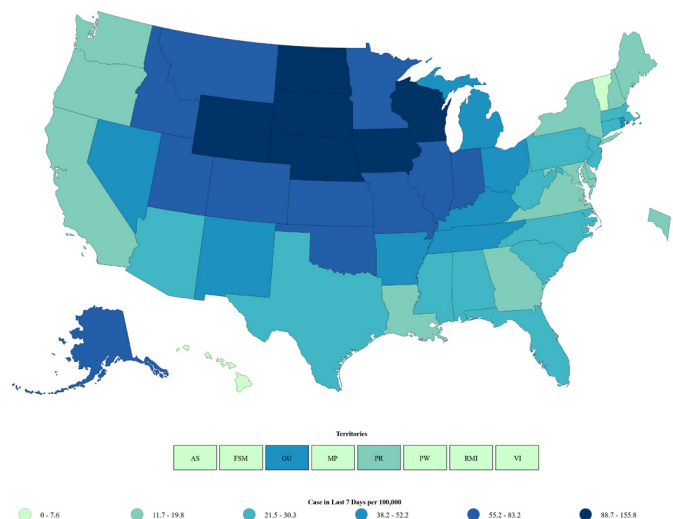 Territories
AS FSM GU MP PR PW RMI VI
Case in Last 7 Days per 100,000
0 - 7.6 11.7 - 19.8 21.5 - 30.3 38.2 - 52.2 55.2 - 83.2 88.7 - 155.8